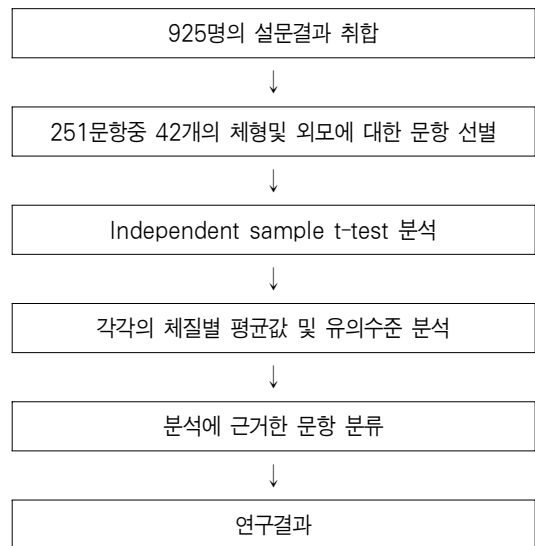 925명의 설문결과 취합
↓
251문항중 42개의 체형및 외모에 대한 문항 선별
↓
Independent sample t-test 분석
↓
각각의 체질별 평균값 및 유의수준 분석
↓
분석에 근거한 문항 분류
↓
연구결과